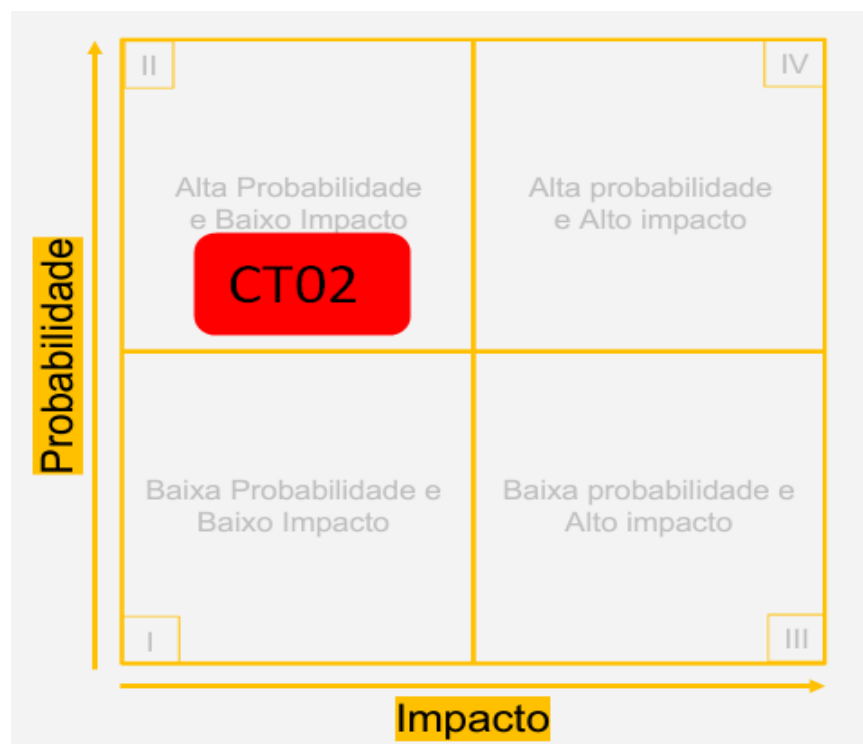 II
IV
Alta Probabilidade
e Baixo Impacto
Alta probabilidade
e Alto impacto
CT02
Probabilidade
Baixa Probabilidade e
Baixo Impacto
Baixa probabilidade e
Alto impacto
I
III
Impacto